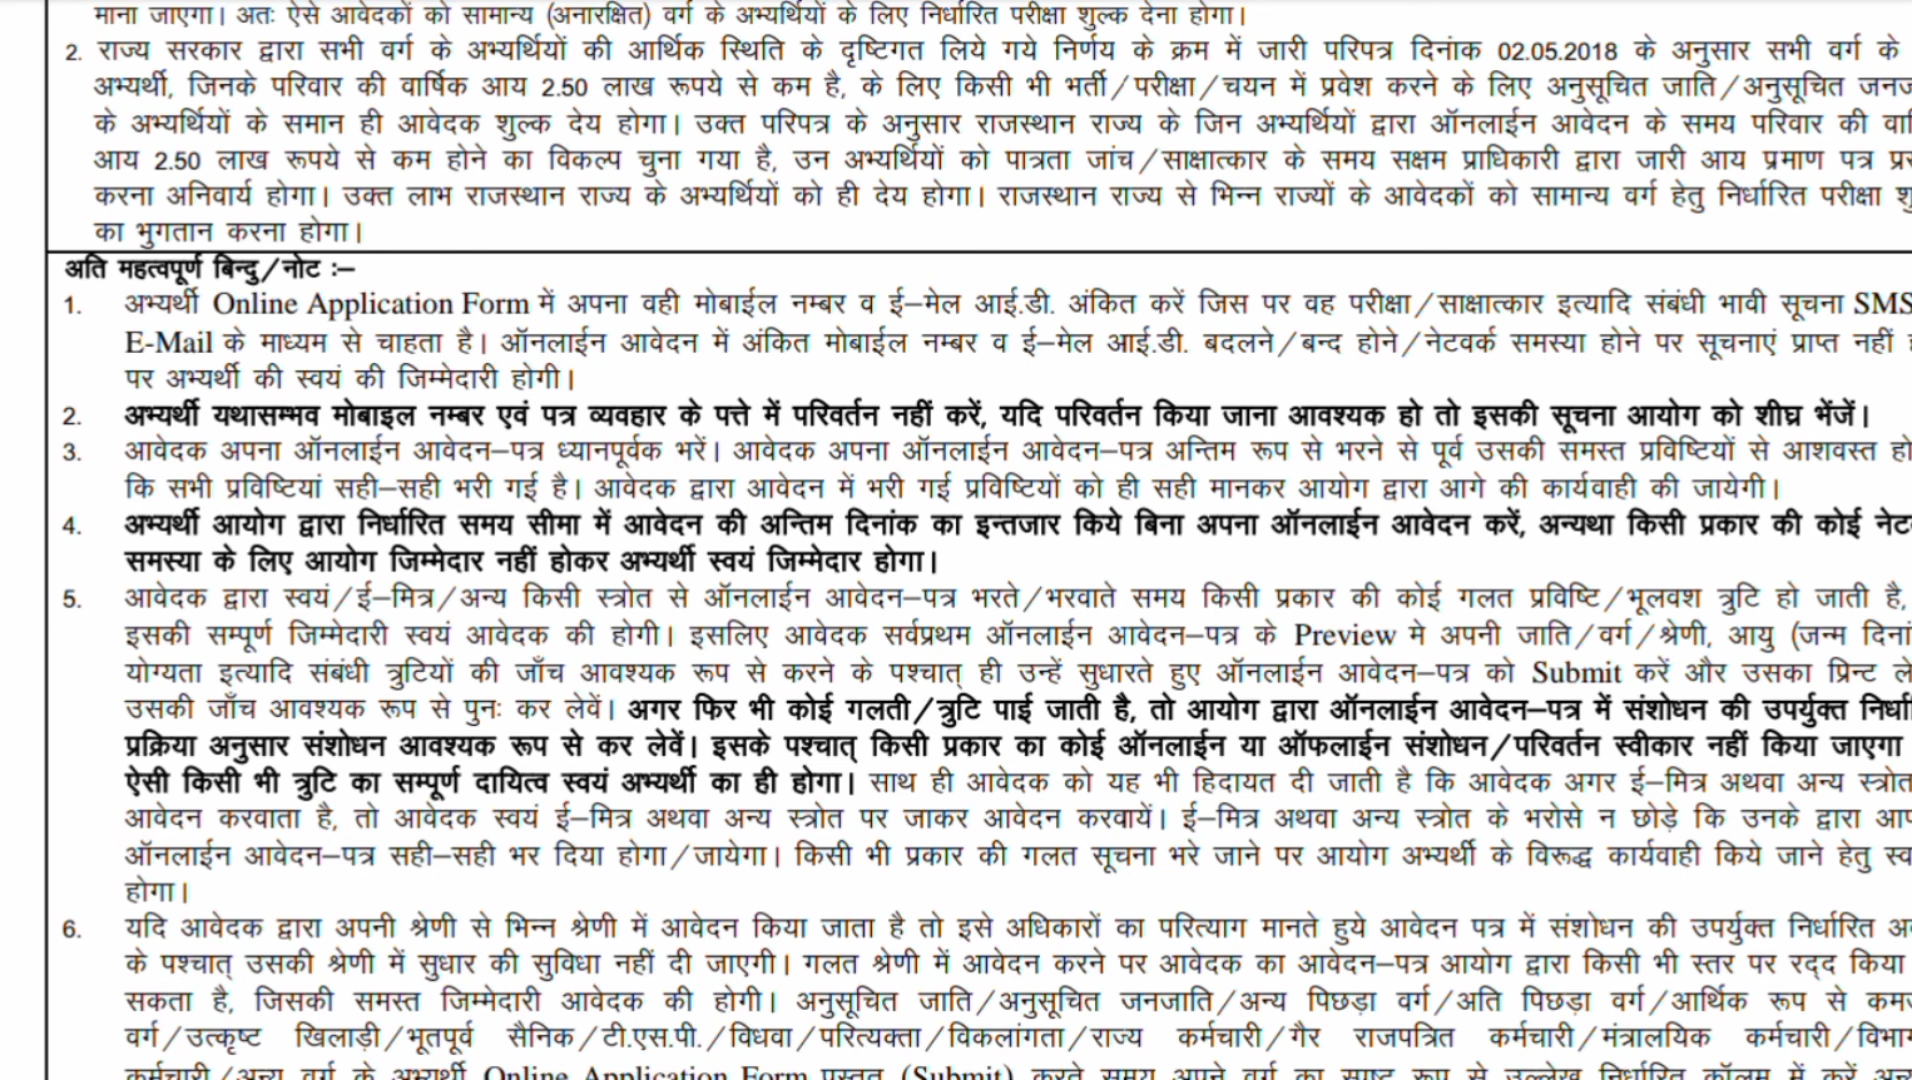 माना जाएगा। अतः ऐसे आवेदकों को सामान्य (अनारक्षित) वर्ग के अभ्यर्थियों के लिए निर्धारित परीक्षा शुल्क देना होगा।
2. राज्य सरकार द्वारा सभी वर्ग के अभ्यर्थियों की आर्थिक स्थिति के दृष्टिगत लिये गये निर्णय के क्रम में जारी परिपत्र दिनांक 02.05.2018 के अनुसार सभी वर्ग के
अभ्यर्थी, जिनके परिवार की वार्षिक आय 2.50 लाख रूपये से कम है, के लिए किसी भी भर्ती/परीक्षा/चयन में प्रवेश करने के लिए अनुसूचित जाति/अनुसूचित
के अभ्यर्थियों के समान ही आवेदक शुल्क देय होगा। उक्त परिपत्र के अनुसार राजस्थान राज्य के जिन अभ्यर्थियों द्वारा ऑनलाईन आवेदन के समय परिवार की
आय 2.50 लाख रूपये से कम होने का विकल्प चुना गया है, उन अभ्यर्थियों को पात्रता जांच/साक्षात्कार के समय सक्षम प्राधिकारी द्वारा जारी आय प्रमाण पत्र
करना अनिवार्य होगा। उक्त लाभ राजस्थान राज्य के अभ्यर्थियों को ही देय होगा। राजस्थान राज्य से भिन्न राज्यों के आवेदकों को सामान्य वर्ग हेतु निर्धारित परीक्षा
का भुगतान करना होगा।
अति महत्वपूर्ण बिन्दु/नोट :–
1. अभ्यर्थी Online Application Form में अपना वही मोबाईल नम्बर व ई–मेल आई.डी. अंकित करें जिस पर वह परीक्षा/साक्षात्कार इत्यादि संबंधी भावी सूचना SMS
E-Mail के माध्यम से चाहता है। ऑनलाईन आवेदन में अंकित मोबाईल नम्बर व ई–मेल आई.डी. बदलने/बन्द होने/नेटवर्क समस्या होने पर सूचनाएं प्राप्त नहीं
पर अभ्यर्थी की स्वयं की जिम्मेदारी होगी।
2. अभ्यर्थी यथासम्भव मोबाइल नम्बर एवं पत्र व्यवहार के पत्ते में परिवर्तन नहीं करें, यदि परिवर्तन किया जाना आवश्यक हो तो इसकी सूचना आयोग को शीघ्र भेंजें।
3. आवेदक अपना ऑनलाईन आवेदन–पत्र ध्यानपूर्वक भरें। आवेदक अपना ऑनलाईन आवेदन–पत्र अन्तिम रूप से भरने से पूर्व उसकी समस्त प्रविष्टियों से आशवस्त हो
कि सभी प्रविष्टियां सही–सही भरी गई है। आवेदक द्वारा आवेदन में भरी गई प्रविष्टियों को ही सही मानकर आयोग द्वारा आगे की कार्यवाही की जायेगी।
4. अभ्यर्थी आयोग द्वारा निर्धारित समय सीमा में आवेदन की अन्तिम दिनांक का इन्तजार किये बिना अपना ऑनलाईन आवेदन करें, अन्यथा किसी प्रकार की कोई
समस्या के लिए आयोग जिम्मेदार नहीं होकर अभ्यर्थी स्वयं जिम्मेदार होगा।
5. आवेदक द्वारा स्वयं/ई–मित्र/अन्य किसी स्त्रोत से ऑनलाईन आवेदन–पत्र भरते/भरवाते समय किसी प्रकार की कोई गलत प्रविष्टि/भूलवश त्रुटि हो जाती है,
इसकी सम्पूर्ण जिम्मेदारी स्वयं आवेदक की होगी। इसलिए आवेदक सर्वप्रथम ऑनलाईन आवेदन–पत्र के Preview मे अपनी जाति/वर्ग/श्रेणी, आयु (जन्म
योग्यता इत्यादि संबंधी त्रुटियों की जाँच आवश्यक रूप से करने के पश्चात् ही उन्हें सुधारते हुए ऑनलाईन आवेदन–पत्र को Submit करें और उसका प्रिन्ट
उसकी जाँच आवश्यक रूप से पुनः कर लेवें। अगर फिर भी कोई गलती/त्रुटि पाई जाती है, तो आयोग द्वारा ऑनलाईन आवेदन–पत्र में संशोधन की उपर्युक्त
प्रक्रिया अनुसार संशोधन आवश्यक रूप से कर लेवें। इसके पश्चात् किसी प्रकार का कोई ऑनलाईन या ऑफलाईन संशोधन/परिवर्तन स्वीकार नहीं किया जाएगा
ऐसी किसी भी त्रुटि का सम्पूर्ण दायित्व स्वयं अभ्यर्थी का ही होगा। साथ ही आवेदक को यह भी हिदायत दी जाती है कि आवेदक अगर ई–मित्र अथवा अन्य स्त्रोत
आवेदन करवाता है, तो आवेदक स्वयं ई–मित्र अथवा अन्य स्त्रोत पर जाकर आवेदन करवायें। ई–मित्र अथवा अन्य स्त्रोत के भरोसे न छोड़े कि उनके द्वारा
ऑनलाईन आवेदन–पत्र सही–सही भर दिया होगा/जायेगा। किसी भी प्रकार की गलत सूचना भरे जाने पर आयोग अभ्यर्थी के विरूद्ध कार्यवाही किये जाने हेतु
होगा।
6. यदि आवेदक द्वारा अपनी श्रेणी से भिन्न श्रेणी में आवेदन किया जाता है तो इसे अधिकारों का परित्याग मानते हुये आवेदन पत्र में संशोधन की उपर्युक्त निर्धारित
के पश्चात् उसकी श्रेणी में सुधार की सुविधा नहीं दी जाएगी। गलत श्रेणी में आवेदन करने पर आवेदक का आवेदन–पत्र आयोग द्वारा किसी भी स्तर पर रद्द किया
सकता है, जिसकी समस्त जिम्मेदारी आवेदक की होगी। अनुसूचित जाति/अनुसूचित जनजाति/अन्य पिछड़ा वर्ग/अति पिछड़ा वर्ग/आर्थिक रूप से
वर्ग/उत्कृष्ट खिलाड़ी/भूतपूर्व सैनिक/टी.एस.पी./विधवा/परित्यक्ता/विकलांगता/राज्य कर्मचारी/गैर राजपत्रित कर्मचारी/मंत्रालयिक कर्मचारी/
कर्मचारी/अन्य वर्ग के अभ्यर्थी Online Application Form प्रस्तुत (Submit) करते समय अपने वर्ग का स्पष्ट रूप से उल्लेख निर्धारित कॉलम में करें